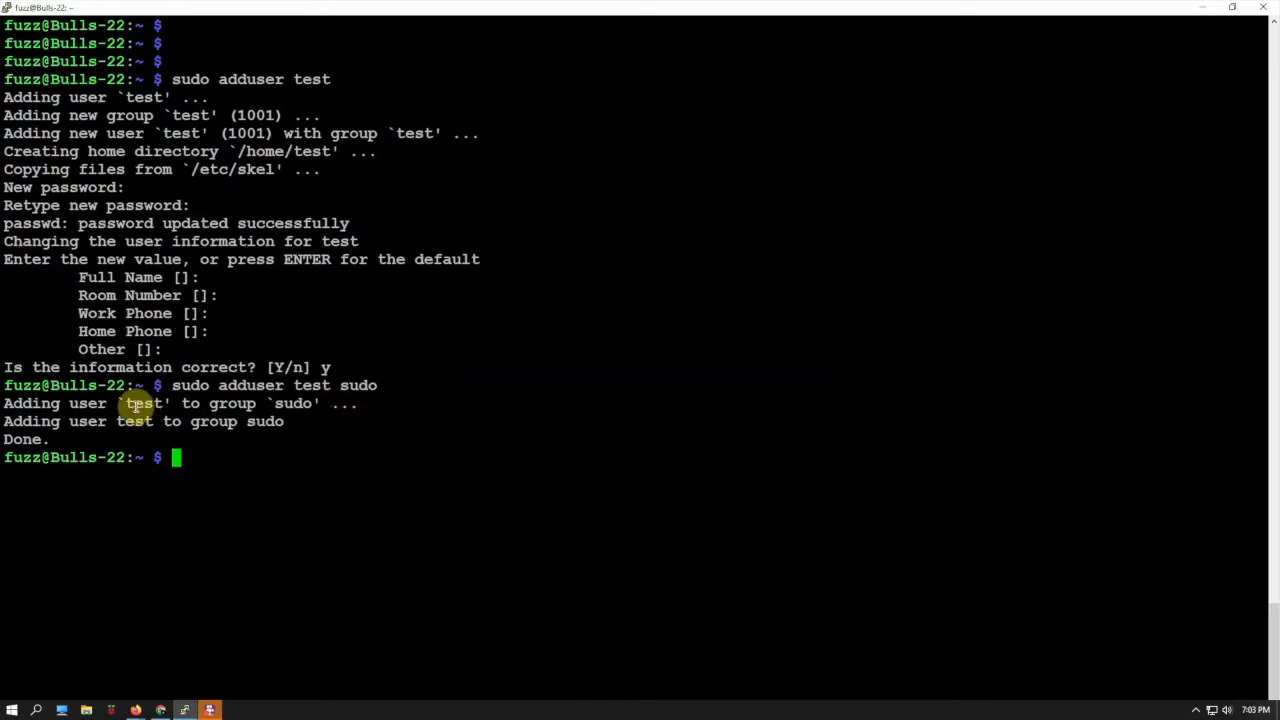 fuzz@Bulls-22: ~
fuzz@Bulls-22:~ $
fuzz@Bulls-22:~ $
fuzz@Bulls-22:~ $
fuzz@Bulls-22:~ $ sudo adduser test
Adding user `test' ...
Adding new group `test' (1001) ...
Adding new user `test' (1001) with group `test' ...
Creating home directory `/home/test' ...
Copying files from `/etc/skel' ...
New password:
Retype new password:
passwd: password updated successfully
Changing the user information for test
Enter the new value, or press ENTER for the default
Full Name []:
Room Number []:
Work Phone []:
Home Phone []:
Other []:
Is the information correct? [Y/n] y
fuzz@Bulls-22:~ $ sudo adduser test sudo
Adding user `test' to group `sudo' ...
Adding user test to group sudo
Done.
fuzz@Bulls-22:~ $
7:03 PM